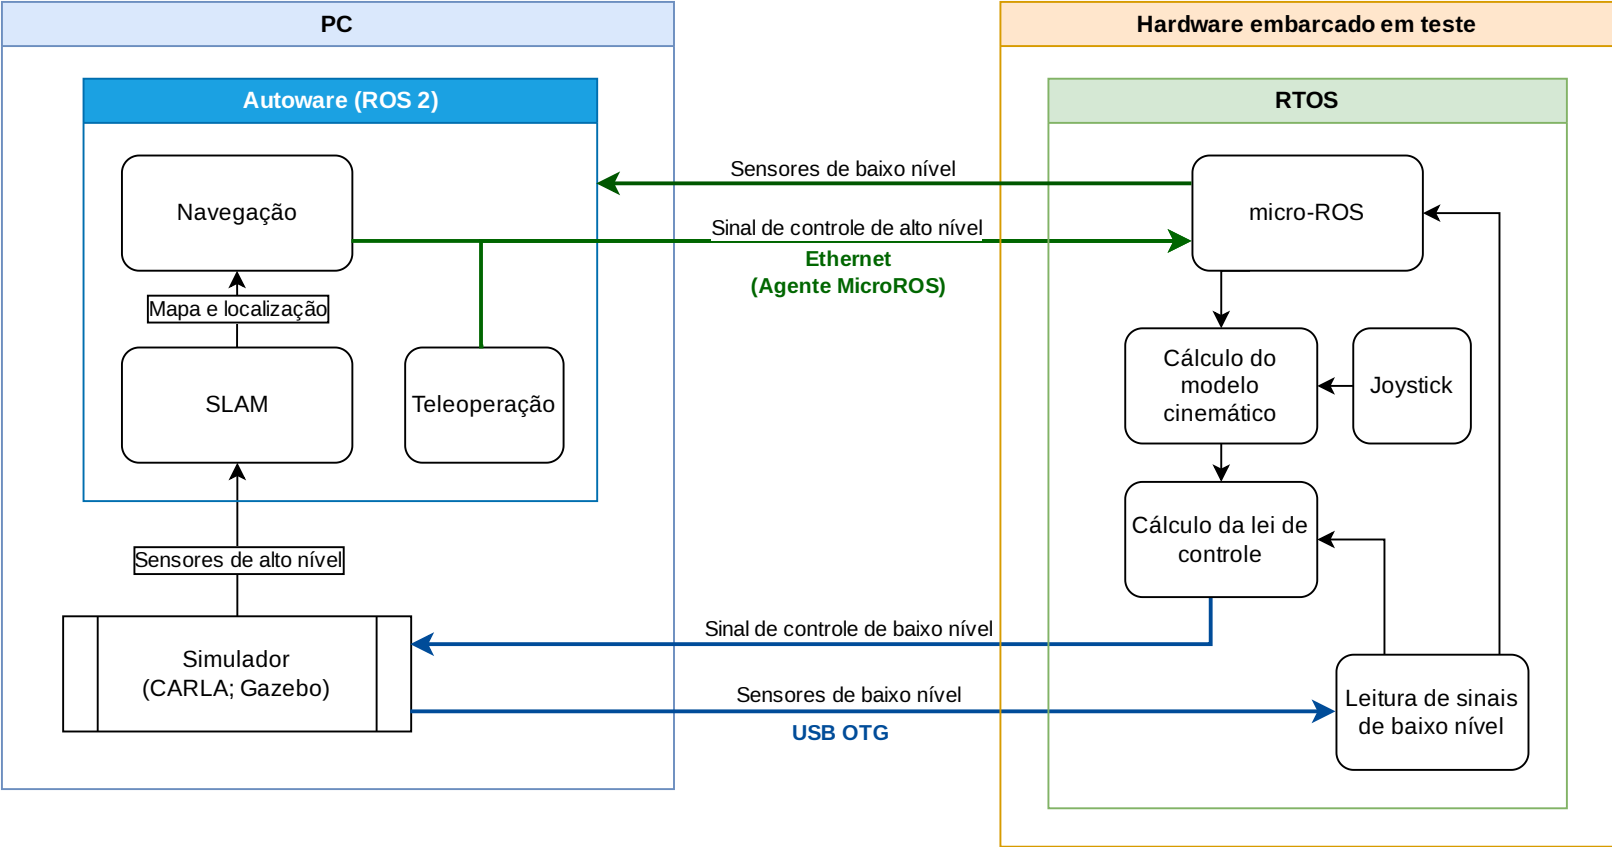 PC
Hardware embarcado em teste
Autoware (ROS 2)
RTOS
Navegação
Sensores de baixo nível
micro-ROS
Sinal de controle de alto nível
Ethernet
(Agente MicroROS)
Mapa e localização
SLAM
Teleoperação
Cálculo do
modelo
cinemático
Joystick
Cálculo da lei de
controle
Sensores de alto nível
Sinal de controle de baixo nível
Simulador
(CARLA; Gazebo)
Sensores de baixo nível
USB OTG
Leitura de sinais
de baixo nível